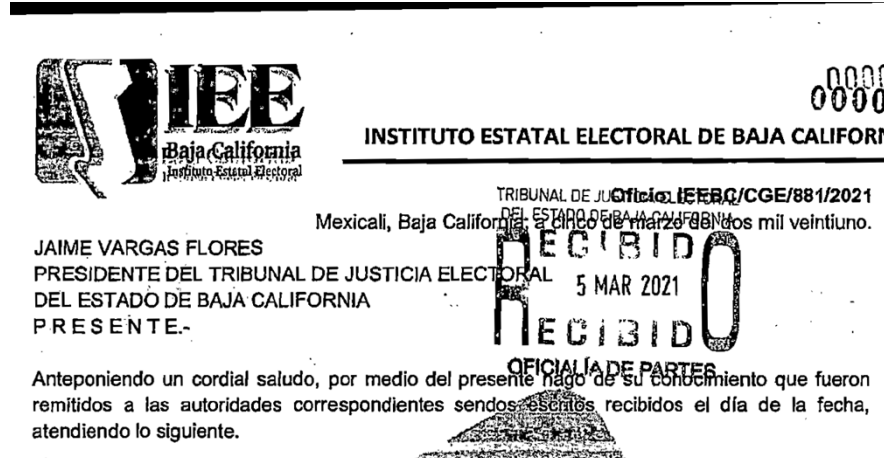 IEE
Baja California
Instituto Estatal Electoral
INSTITUTO ESTATAL ELECTORAL DE BAJA CALIFORN
Oficio: IEEBC/CGE/881/2021
Mexicali, Baja California, a cinco de marzo del dos mil veintiuno.
TRIBUNAL DE JUSTICIA ELECTORAL
DEL ESTADO DE BAJA CALIFORNIA
RECIBIDO
5 MAR 2021
RECIBIDO
OFICIALÍA DE PARTES
JAIME VARGAS FLORES
PRESIDENTE DEL TRIBUNAL DE JUSTICIA ELECTORAL
DEL ESTADO DE BAJA CALIFORNIA
P R E S E N T E.-
Anteponiendo un cordial saludo, por medio del presente hago de su conocimiento que fueron
remitidos a las autoridades correspondientes sendos escritos recibidos el día de la fecha,
atendiendo lo siguiente.